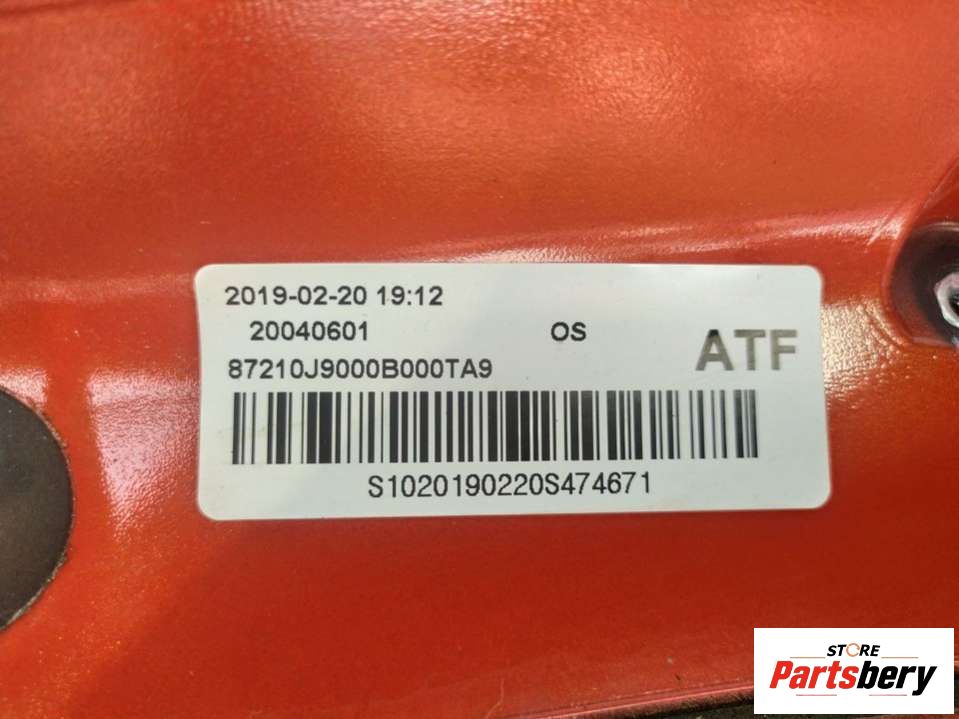 2019-02-20 19:12
20040601 OS
ATF
87210J9000B000TA9
S1020190220S474671
STORE
Partsbery